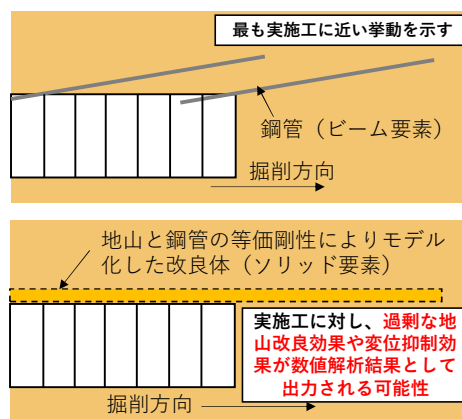 最も実施工に近い挙動を示す
鋼管（ビーム要素）
掘削方向
地山と鋼管の等価剛性によりモデル
化した改良体（ソリッド要素）
実施工に対し、過剰な地
山改良効果や変位抑制効
果が数値解析結果として
出力される可能性
掘削方向